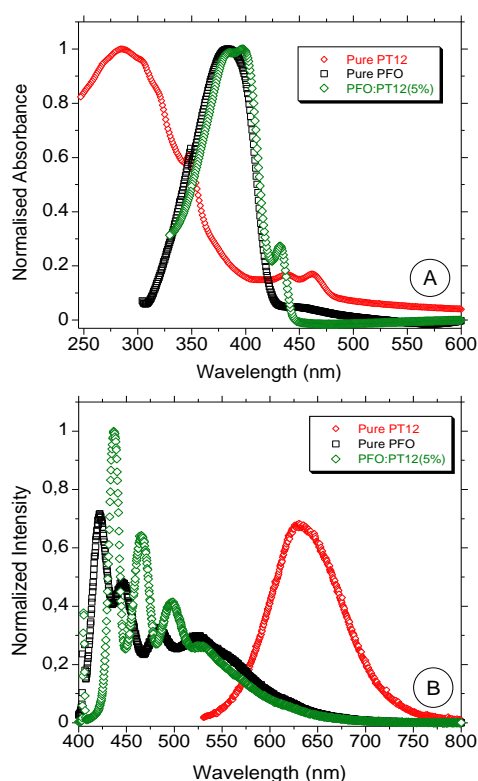 1
0.8
0.6
0.4
0.2
0
Normalised Absorbance
Pure PT12
Pure PFO
PFO:PT12(5%)
A
250 300 350 400 450 500 550 600
Wavelength (nm)
1
0,8
0,6
0,4
0,2
0
Normalized Intensity
Pure PT12
Pure PFO
PFO:PT12(5%)
B
400 450 500 550 600 650 700 750 800
Wavelength (nm)